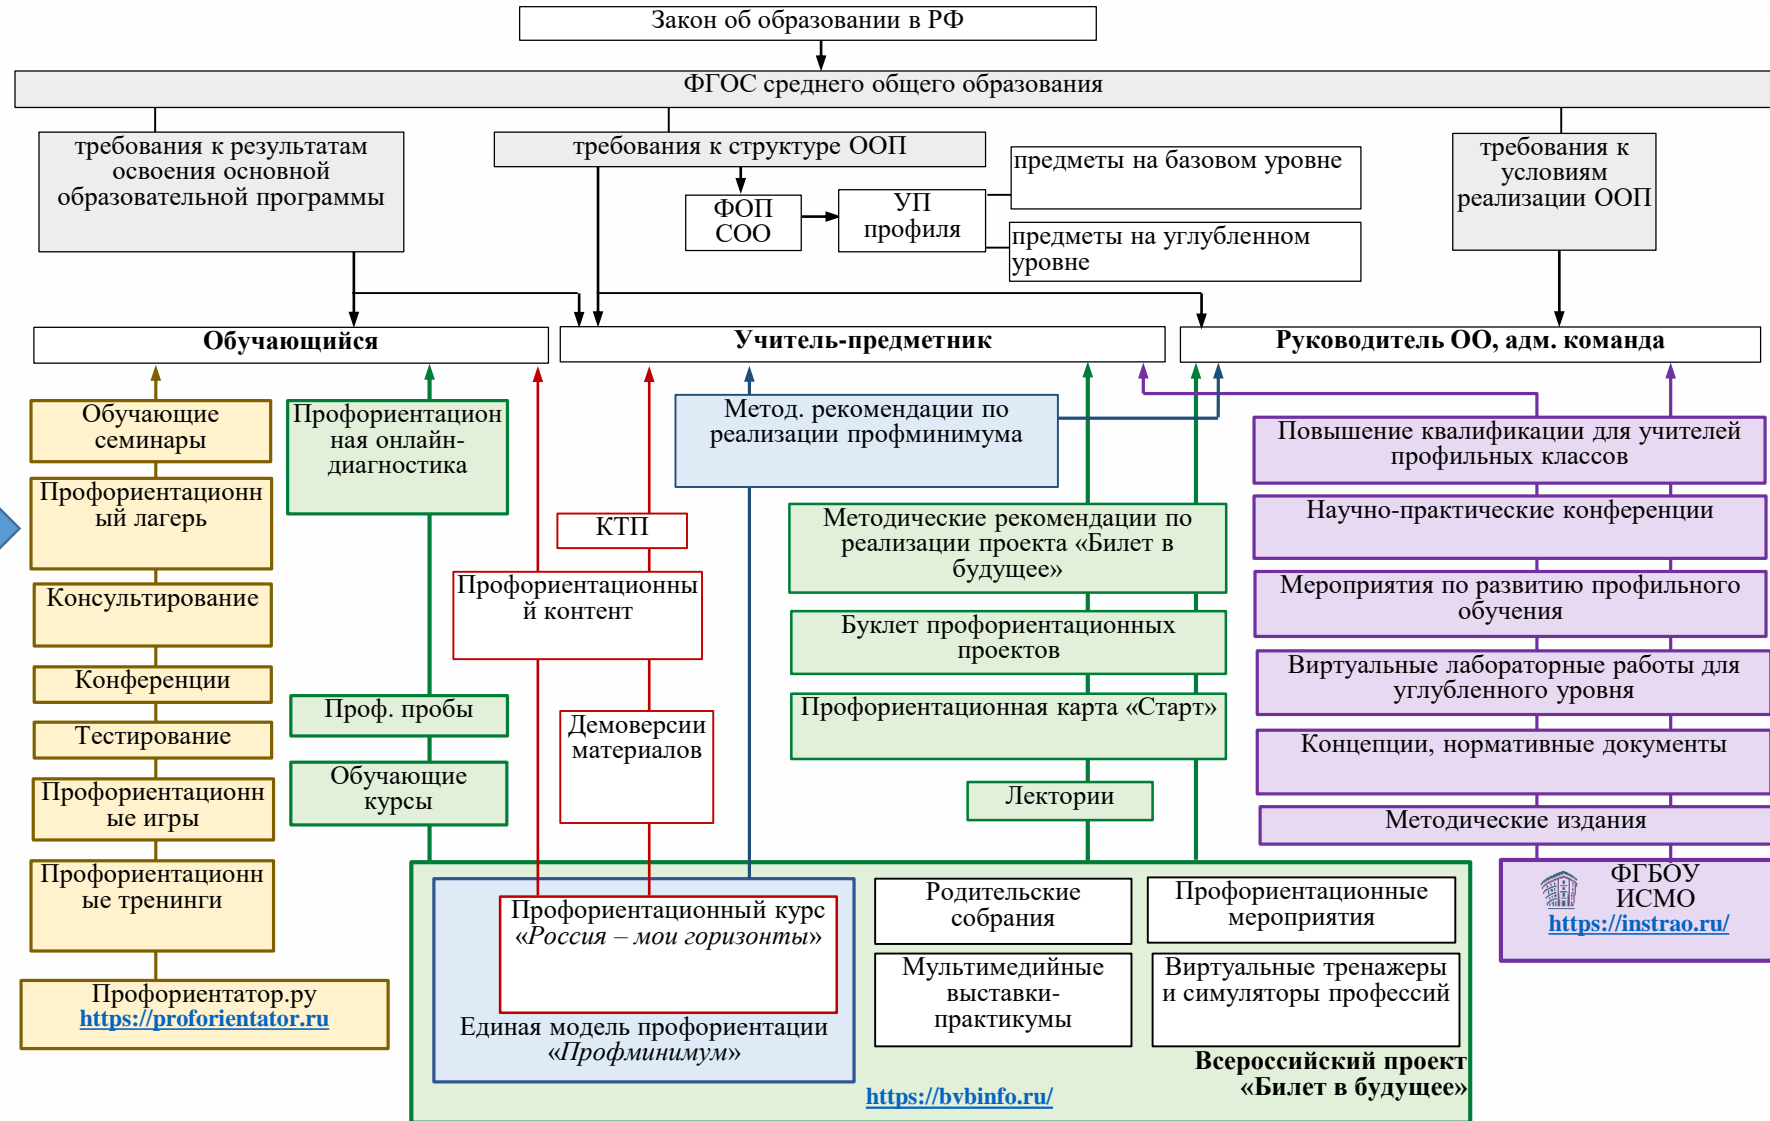 Закон об образовании в РФ
ФГОС среднего общего образования
требования к результатам
освоения основной
образовательной программы
требования к структуре ООП
ФОП
СОО
УП
профиля
предметы на базовом уровне
предметы на углубленном
уровне
требования к
условиям
реализации ООП
Обучающийся
Учитель-предметник
Руководитель ОО, адм. команда
Обучающие
семинары
Профориентационн
ый лагерь
Консультирование
Конференции
Тестирование
Профориентационн
ые игры
Профориентационн
ые тренинги
Профориентатор.ру
https://proforientator.ru
Профориентацион
ная онлайн-
диагностика
Проф. пробы
Обучающие
курсы
КТП
Профориентационны
й контент
Демоверсии
материалов
Метод. рекомендации по
реализации профминимума
Методические рекомендации по
реализации проекта «Билет в
будущее»
Буклет профориентационных
проектов
Профориентационная карта «Старт»
Лектории
Повышение квалификации для учителей
профильных классов
Научно-практические конференции
Мероприятия по развитию профильного
обучения
Виртуальные лабораторные работы для
углубленного уровня
Концепции, нормативные документы
Методические издания
ФГБОУ
ИСМО
https://instrao.ru/
Профориентационный курс
«Россия – мои горизонты»
Единая модель профориентации
«Профминимум»
Родительские
собрания
Профориентационные
мероприятия
Мультимедийные
выставки-
практикумы
Виртуальные тренажеры
и симуляторы профессий
Всероссийский проект
«Билет в будущее»
https://bvbinfo.ru/